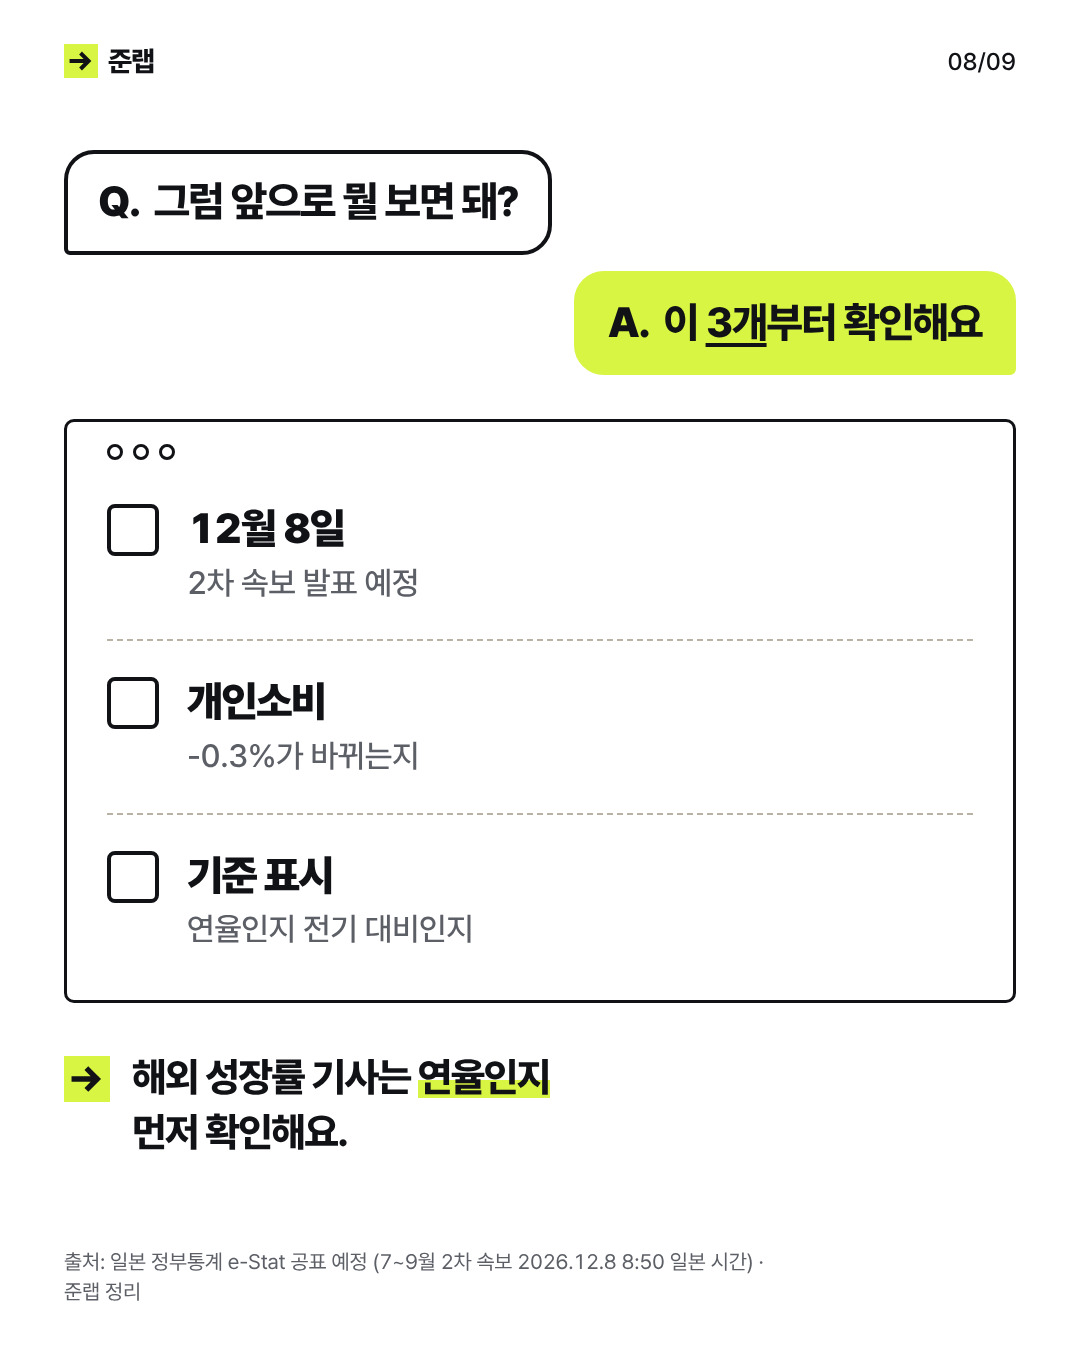 준랩
08/09
Q. 그럼 앞으로 뭘 보면 돼?
A. 이 3개부터 확인해요
12월 8일
2차 속보 발표 예정
개인소비
-0.3%가 바뀌는지
기준 표시
연율인지 전기 대비인지
해외 성장률 기사는 연율인지
먼저 확인해요.
출처: 일본 정부통계 e-Stat 공표 예정 (7~9월 2차 속보 2026.12.8 8:50 일본 시간) ·
준랩 정리